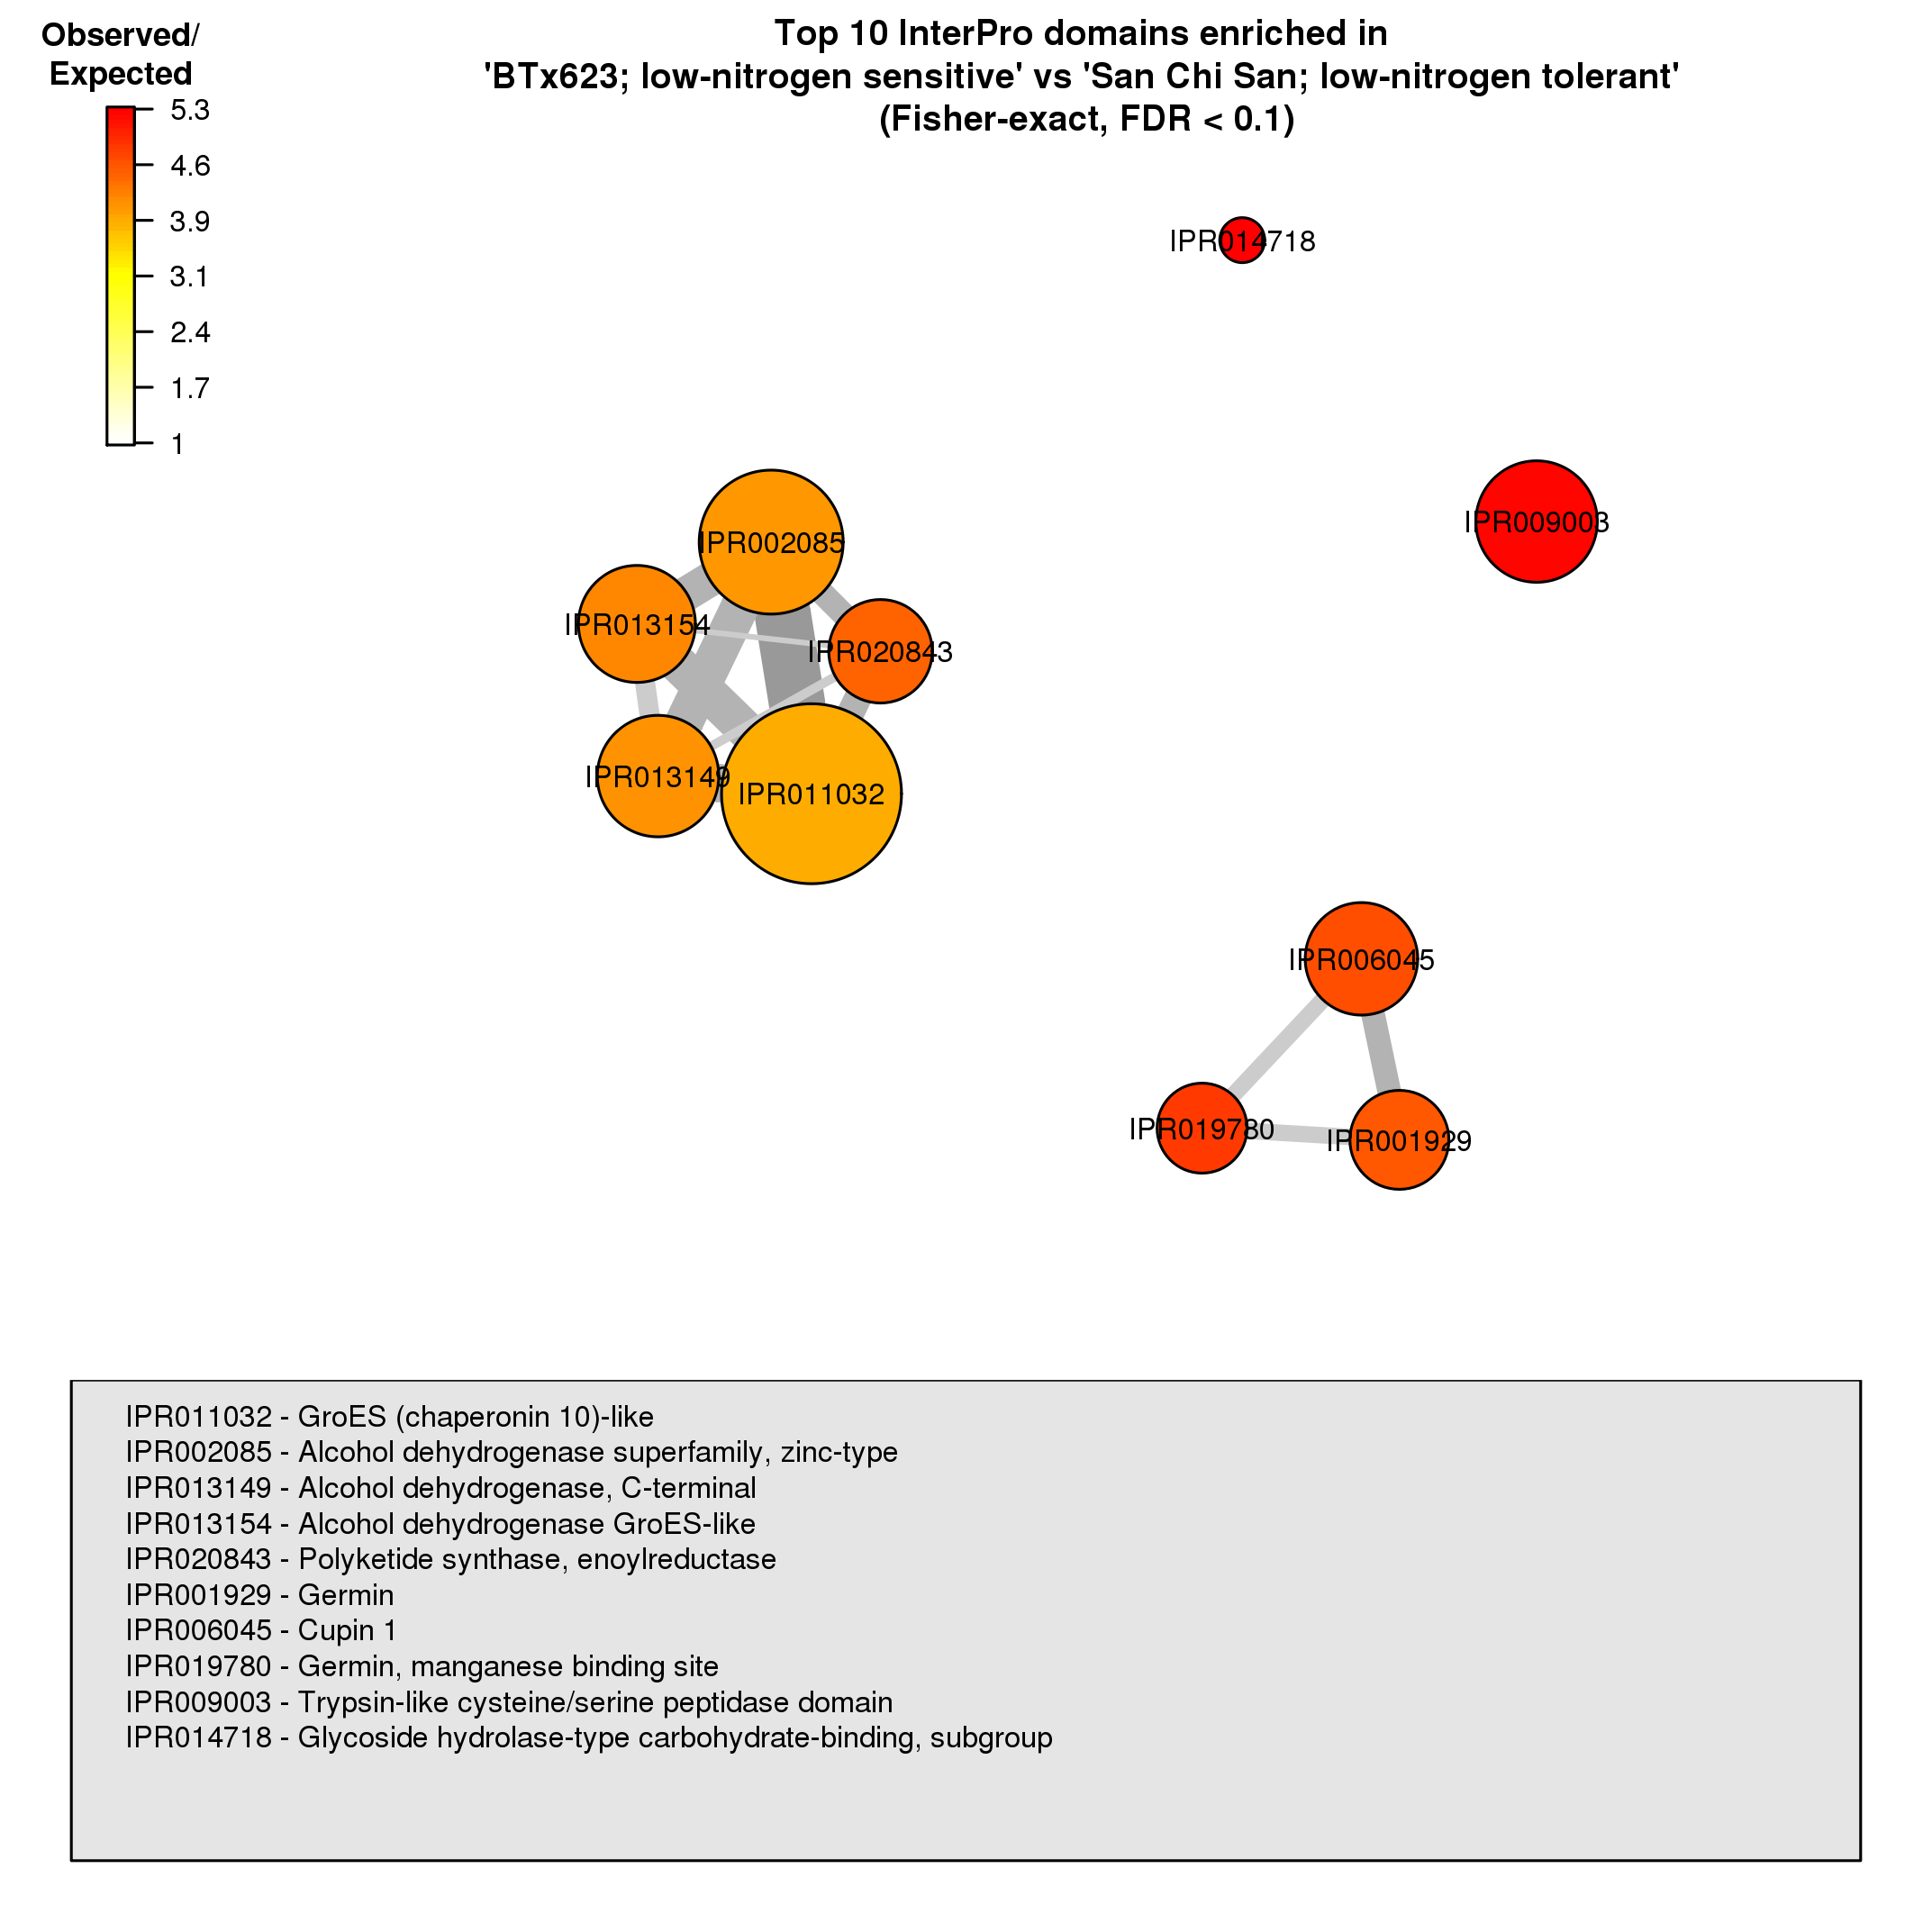 Observed/
Expected
5.3
4.6
3.9
3.1
2.4
1.7
1
Top 10 InterPro domains enriched in
'BTx623; low-nitrogen sensitive' vs 'San Chi San; low-nitrogen tolerant'
(Fisher-exact, FDR < 0.1)
IPR014718
IPR009003
IPR002085
IPR013154
IPR020843
IPR013149
IPR011032
IPR006045
IPR019780
IPR001929
IPR011032 - GroES (chaperonin 10)-like
IPR002085 - Alcohol dehydrogenase superfamily, zinc-type
IPR013149 - Alcohol dehydrogenase, C-terminal
IPR013154 - Alcohol dehydrogenase GroES-like
IPR020843 - Polyketide synthase, enoylreductase
IPR001929 - Germin
IPR006045 - Cupin 1
IPR019780 - Germin, manganese binding site
IPR009003 - Trypsin-like cysteine/serine peptidase domain
IPR014718 - Glycoside hydrolase-type carbohydrate-binding, subgroup